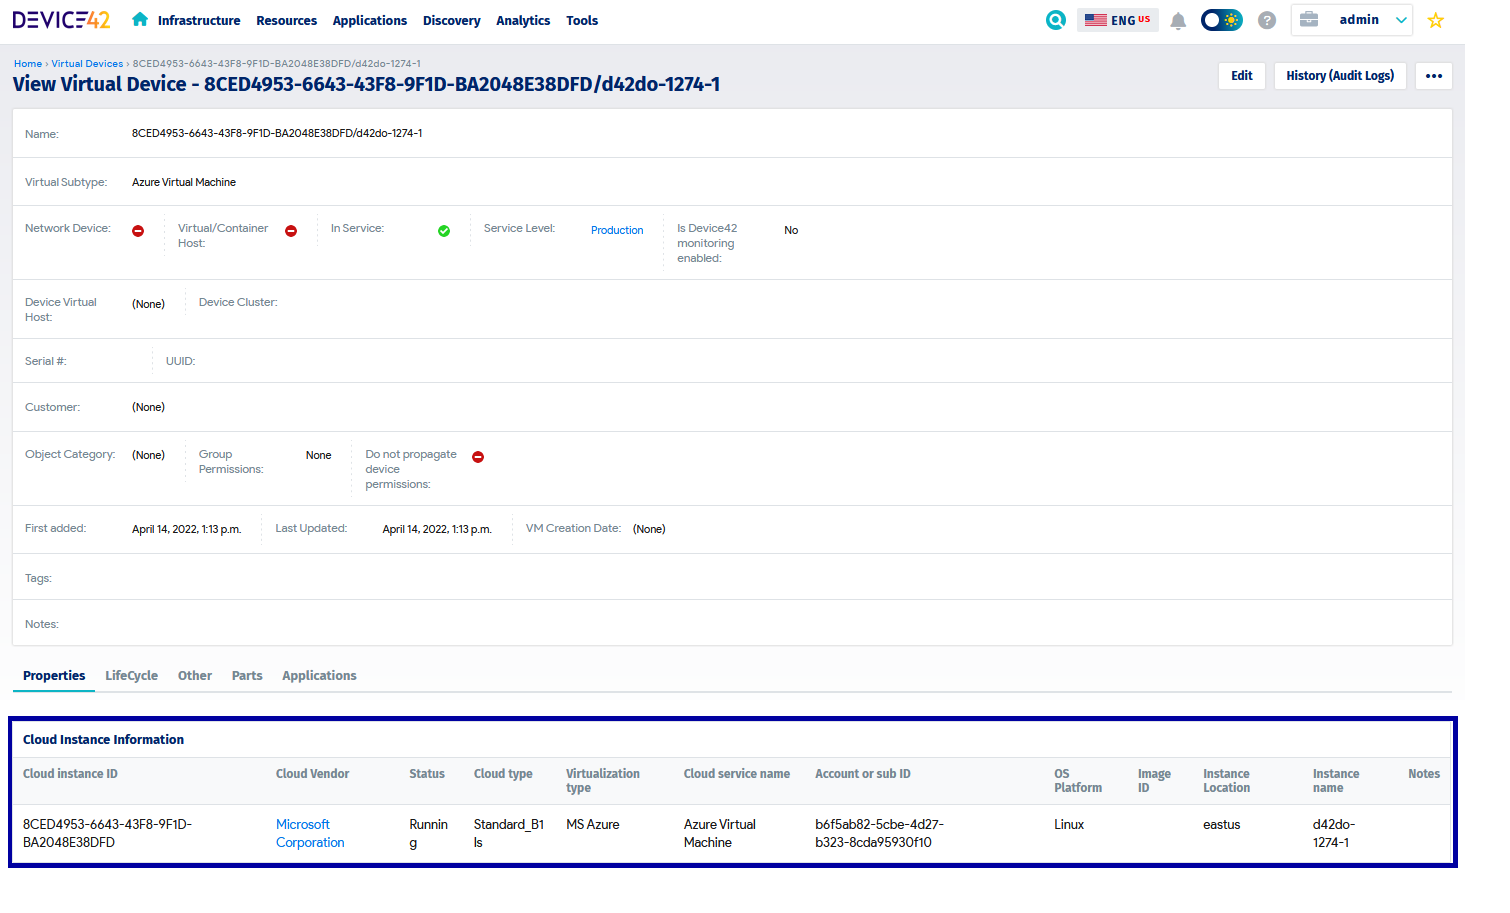 DEVICE42 Infrastructure Resources Applications Discovery Analytics Tools ENG US ? admin
Home › Virtual Devices › 8CED4953-6643-43F8-9F1D-BA2048E38DFD/d42do-1274-1
View Virtual Device - 8CED4953-6643-43F8-9F1D-BA2048E38DFD/d42do-1274-1 Edit History (Audit Logs) •••
Name: 8CED4953-6643-43F8-9F1D-BA2048E38DFD/d42do-1274-1
Virtual Subtype: Azure Virtual Machine
Network Device: Virtual/Container In Service: Service Level: Production Is Device42 No
Host: monitoring
enabled:
Device Virtual (None) Device Cluster:
Host:
Serial #: UUID:
Customer: (None)
Object Category: (None) Group None Do not propagate
Permissions: device
permissions:
First added: April 14, 2022, 1:13 p.m. Last Updated: April 14, 2022, 1:13 p.m. VM Creation Date: (None)
Tags:
Notes:
Properties LifeCycle Other Parts Applications
Cloud Instance Information
Cloud instance ID Cloud Vendor Status Cloud type Virtualization Cloud service name Account or sub ID OS Image Instance Instance Notes
type Platform ID Location name
8CED4953-6643-43F8-9F1D- Microsoft Runnin Standard_B1 MS Azure Azure Virtual b6f5ab82-5cbe-4d27- Linux eastus d42do-
BA2048E38DFD Corporation g ls Machine b323-8cda95930f10 1274-1